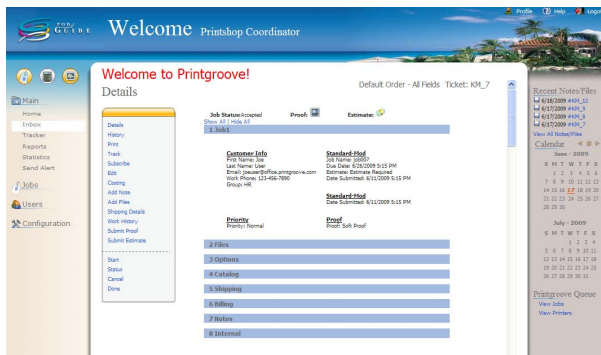 Profile Help Logo
PODJ
GUIDE
Welcome Printshop Coordinator
Main
Home
Inbox
Tracker
Reports
Statistics
Send Alert
Jobs
Users
Configuration
Welcome to Printgroove!
Details
Default Order - All Fields Ticket: KM_7
Details
History
Print
Track
Subscribe
Edit
Costing
Add Note
Add Files
Shipping Details
Work History
Submit Proof
Submit Estimate
Start
Status
Cancel
Done
Job Status:Accepted Proof: Estimate:
Show All | Hide All
1 Job1
Customer Info
First Name: Joe
Last Name: User
Email: joeuser@office.printgroove.com
Work Phone: 123-456-7890
Group: HR
Standard-Mod
Job Name: job007
Due Date: 6/26/2009 5:15 PM
Estimate: Estimate Required
Date Submitted: 6/11/2009 5:15 PM
Standard-Mod
Date Submitted: 6/11/2009 5:15 PM
Priority
Priority: Normal
Proof
Proof: Soft Proof
2 Files
3 Options
4 Catalog
5 Shipping
6 Billing
7 Notes
8 Internal
Recent Notes/Files
6/18/2009 #KM_12
6/17/2009 #KM_9
6/17/2009 #KM_8
6/11/2009 #KM_7
View All Notes/Files
Calendar
June - 2009
S M T W T F S
1 2 3 4 5 6
7 8 9 10 11 12 13
14 15 16 17 18 19 20
21 22 23 24 25 26 27
28 29 30
July - 2009
S M T W T F S
1 2 3 4
5 6 7 8 9 10 11
12 13 14 15 16 17 18
19 20 21 22 23 24 25
26 27 28 29 30 31
Printgroove Queue
View Jobs
View Printers